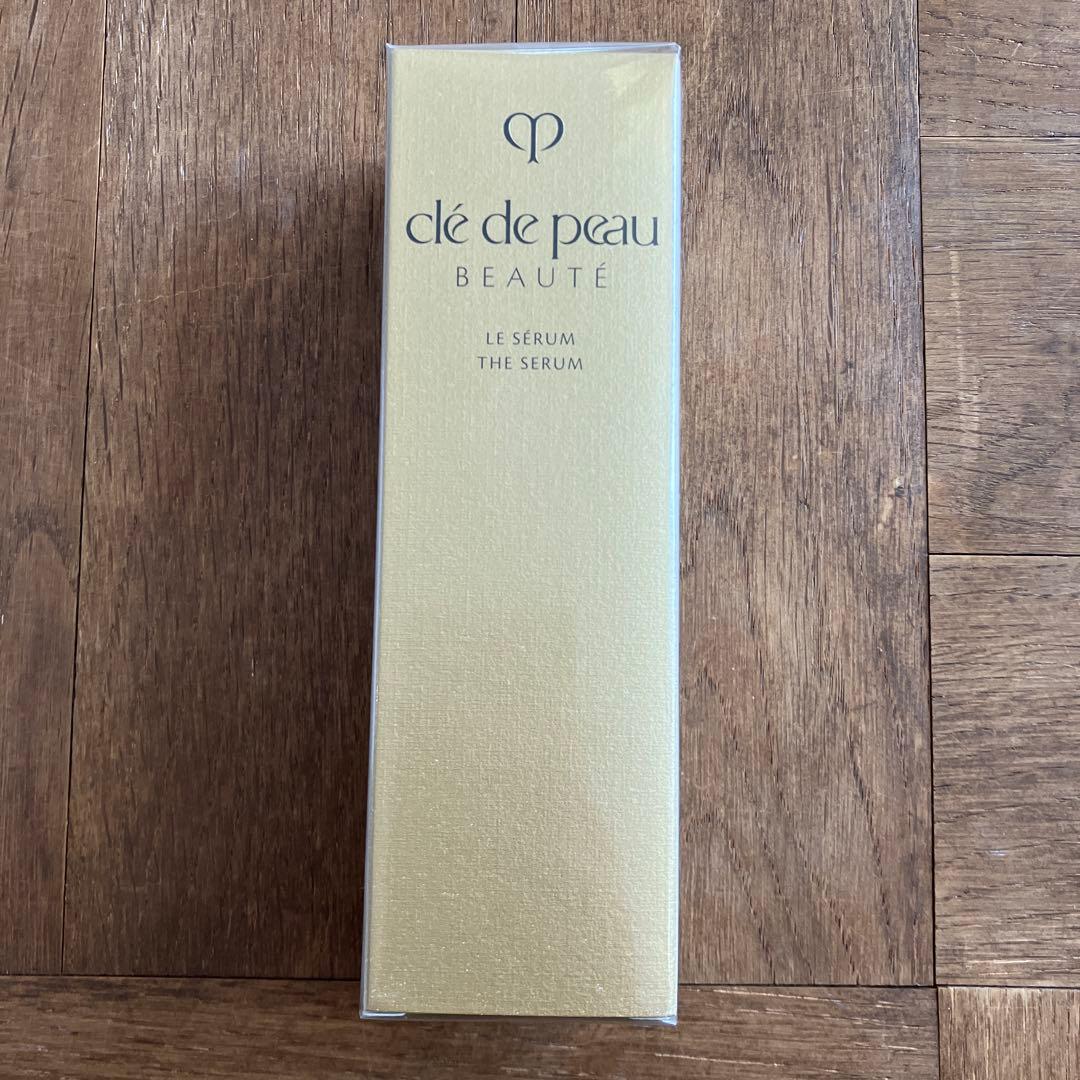 clé de peau
BEAUTÉ
LE SÉRUM
THE SERUM